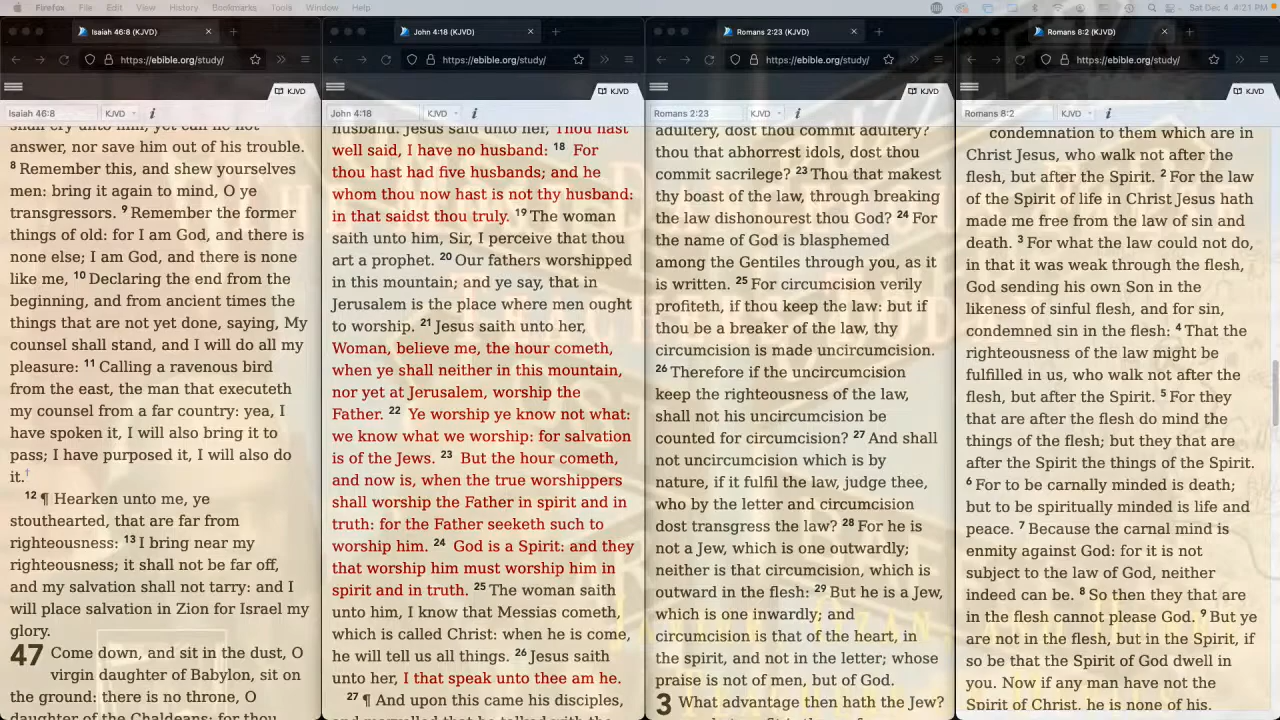 Firefox File Edit View History Bookmarks Tools Window Help Sat Dec 4 4:21 PM
Isaiah 46:8 (KJVD)
https://ebible.org/study/
KJVD
Isaiah 46:8 KJVD i
shall cry unto him, yet can he not
answer, nor save him out of his trouble.
8 Remember this, and shew yourselves
men: bring it again to mind, O ye
transgressors. 9 Remember the former
things of old: for I am God, and there is
none else; I am God, and there is none
like me, 10 Declaring the end from the
beginning, and from ancient times the
things that are not yet done, saying, My
counsel shall stand, and I will do all my
pleasure: 11 Calling a ravenous bird
from the east, the man that executeth
my counsel from a far country: yea, I
have spoken it, I will also bring it to
pass; I have purposed it, I will also do
it.†
12 ¶ Hearken unto me, ye
stouthearted, that are far from
righteousness: 13 I bring near my
righteousness; it shall not be far off,
and my salvation shall not tarry: and I
will place salvation in Zion for Israel my
glory.
47 Come down, and sit in the dust, O
virgin daughter of Babylon, sit on
the ground: there is no throne, O
daughter of the Chaldeans: for thou
John 4:18 (KJVD)
https://ebible.org/study/
KJVD
John 4:18 KJVD i
husband. Jesus said unto her, Thou hast
well said, I have no husband: 18 For
thou hast had five husbands; and he
whom thou now hast is not thy husband:
in that saidst thou truly. 19 The woman
saith unto him, Sir, I perceive that thou
art a prophet. 20 Our fathers worshipped
in this mountain; and ye say, that in
Jerusalem is the place where men ought
to worship. 21 Jesus saith unto her,
Woman, believe me, the hour cometh,
when ye shall neither in this mountain,
nor yet at Jerusalem, worship the
Father. 22 Ye worship ye know not what:
we know what we worship: for salvation
is of the Jews. 23 But the hour cometh,
and now is, when the true worshippers
shall worship the Father in spirit and in
truth: for the Father seeketh such to
worship him. 24 God is a Spirit: and they
that worship him must worship him in
spirit and in truth. 25 The woman saith
unto him, I know that Messias cometh,
which is called Christ: when he is come,
he will tell us all things. 26 Jesus saith
unto her, I that speak unto thee am he.
27 ¶ And upon this came his disciples,
and marvelled that he talked with the
Romans 2:23 (KJVD)
https://ebible.org/study/
KJVD
Romans 2:23 KJVD i
adultery, dost thou commit adultery?
thou that abhorrest idols, dost thou
commit sacrilege? 23 Thou that makest
thy boast of the law, through breaking
the law dishonourest thou God? 24 For
the name of God is blasphemed
among the Gentiles through you, as it
is written. 25 For circumcision verily
profiteth, if thou keep the law: but if
thou be a breaker of the law, thy
circumcision is made uncircumcision.
26 Therefore if the uncircumcision
keep the righteousness of the law,
shall not his uncircumcision be
counted for circumcision? 27 And shall
not uncircumcision which is by
nature, if it fulfil the law, judge thee,
who by the letter and circumcision
dost transgress the law? 28 For he is
not a Jew, which is one outwardly;
neither is that circumcision, which is
outward in the flesh: 29 But he is a Jew,
which is one inwardly; and
circumcision is that of the heart, in
the spirit, and not in the letter; whose
praise is not of men, but of God.
3 What advantage then hath the Jew?
Romans 8:2 (KJVD)
https://ebible.org/study/
KJVD
Romans 8:2 KJVD i
condemnation to them which are in
Christ Jesus, who walk not after the
flesh, but after the Spirit. 2 For the law
of the Spirit of life in Christ Jesus hath
made me free from the law of sin and
death. 3 For what the law could not do,
in that it was weak through the flesh,
God sending his own Son in the
likeness of sinful flesh, and for sin,
condemned sin in the flesh: 4 That the
righteousness of the law might be
fulfilled in us, who walk not after the
flesh, but after the Spirit. 5 For they
that are after the flesh do mind the
things of the flesh; but they that are
after the Spirit the things of the Spirit.
6 For to be carnally minded is death;
but to be spiritually minded is life and
peace. 7 Because the carnal mind is
enmity against God: for it is not
subject to the law of God, neither
indeed can be. 8 So then they that are
in the flesh cannot please God. 9 But ye
are not in the flesh, but in the Spirit, if
so be that the Spirit of God dwell in
you. Now if any man have not the
Spirit of Christ, he is none of his.